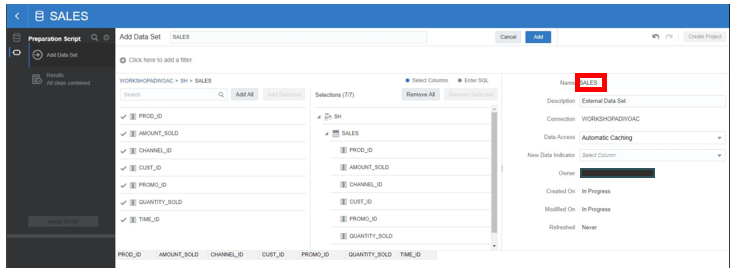 SALES
Preparation Script
Add Data Set
Results
All steps combined
Apply Script
Add Data Set SALES Cancel Add Create Project
Click here to add a filter
WORKSHOPADWOAC > SH > SALES Select Columns Enter SQL
Search Add All Add Selected Selections (7/7) Remove All Remove Selected
PROD_ID
AMOUNT_SOLD
CHANNEL_ID
CUST_ID
PROMO_ID
QUANTITY_SOLD
TIME_ID
SH
SALES
PROD_ID
AMOUNT_SOLD
CHANNEL_ID
CUST_ID
PROMO_ID
QUANTITY_SOLD
Name SALES
Description External Data Set
Connection WORKSHOPADWOAC
Data Access Automatic Caching
New Data Indicator Select Column
Owner
Created On In Progress
Modified On In Progress
Refreshed Never
PROD_ID AMOUNT_SOLD CHANNEL_ID CUST_ID PROMO_ID QUANTITY_SOLD TIME_ID